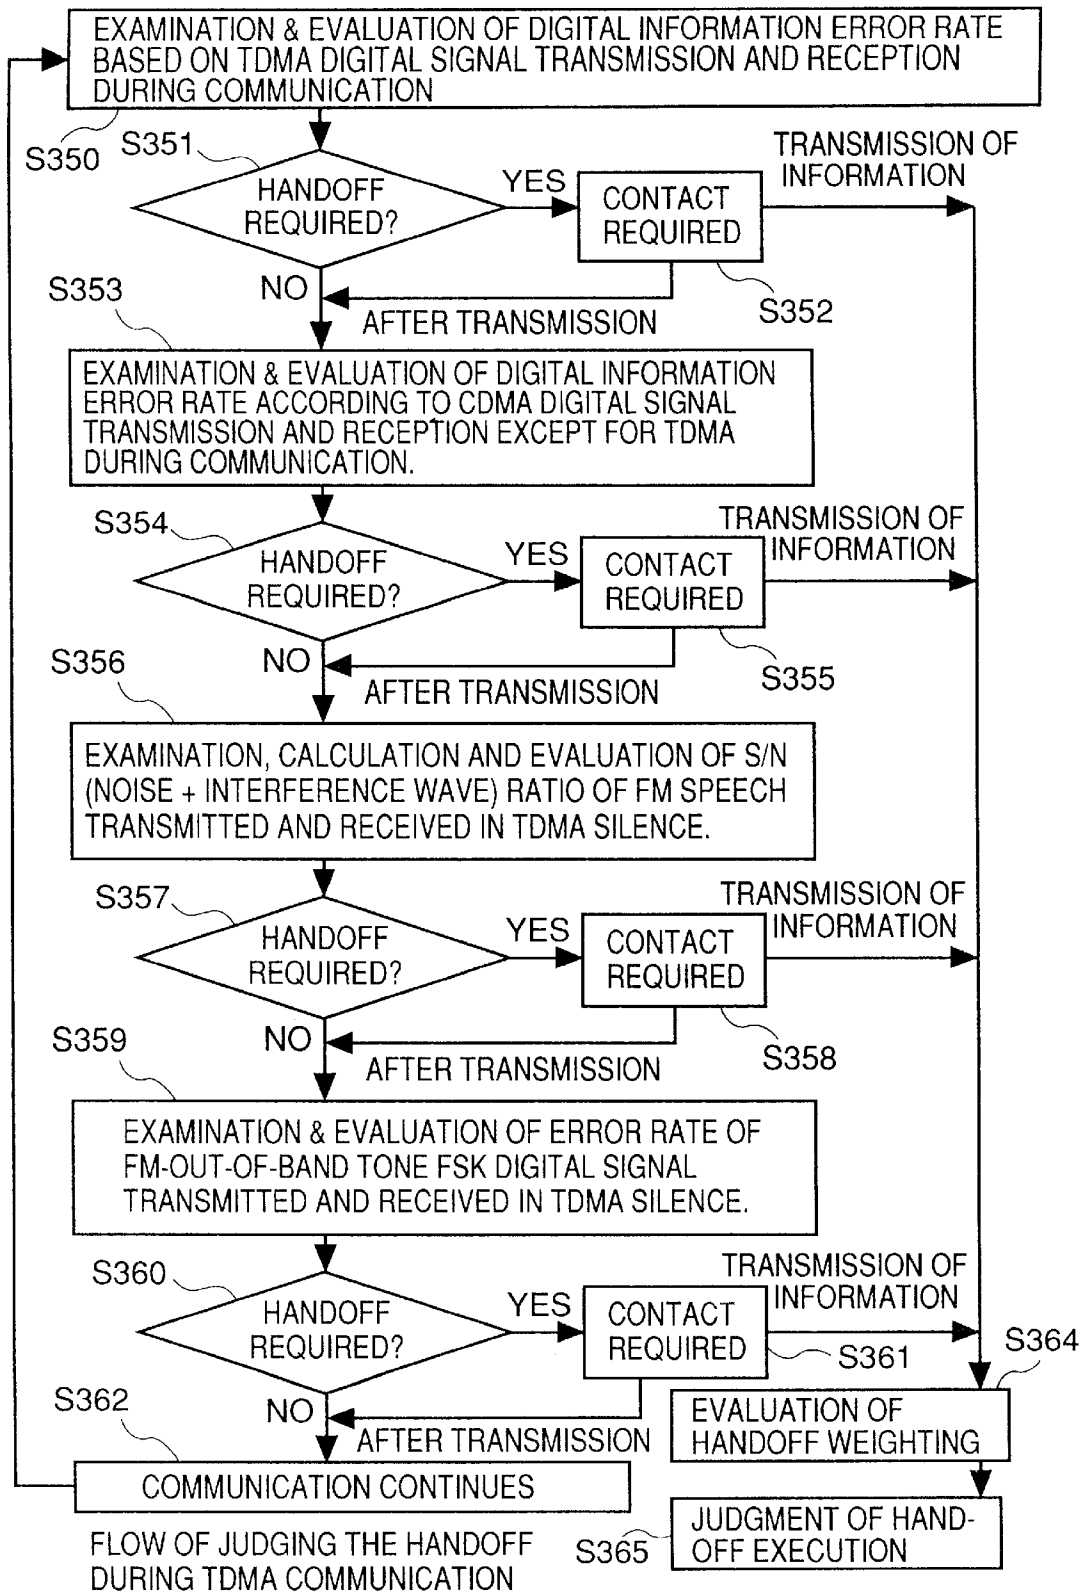 EXAMINATION & EVALUATION OF DIGITAL INFORMATION ERROR RATE
BASED ON TDMA DIGITAL SIGNAL TRANSMISSION AND RECEPTION
DURING COMMUNICATION
S350
S351
HANDOFF
REQUIRED?
YES
CONTACT
REQUIRED
TRANSMISSION OF
INFORMATION
S352
NO
AFTER TRANSMISSION
S353
EXAMINATION & EVALUATION OF DIGITAL INFORMATION
ERROR RATE ACCORDING TO CDMA DIGITAL SIGNAL
TRANSMISSION AND RECEPTION EXCEPT FOR TDMA
DURING COMMUNICATION.
S354
HANDOFF
REQUIRED?
YES
CONTACT
REQUIRED
TRANSMISSION OF
INFORMATION
S355
NO
AFTER TRANSMISSION
S356
EXAMINATION, CALCULATION AND EVALUATION OF S/N
(NOISE + INTERFERENCE WAVE) RATIO OF FM SPEECH
TRANSMITTED AND RECEIVED IN TDMA SILENCE.
S357
HANDOFF
REQUIRED?
YES
CONTACT
REQUIRED
TRANSMISSION OF
INFORMATION
S358
NO
AFTER TRANSMISSION
S359
EXAMINATION & EVALUATION OF ERROR RATE OF
FM-OUT-OF-BAND TONE FSK DIGITAL SIGNAL
TRANSMITTED AND RECEIVED IN TDMA SILENCE.
S360
HANDOFF
REQUIRED?
YES
CONTACT
REQUIRED
TRANSMISSION OF
INFORMATION
S361
NO
AFTER TRANSMISSION
S362
COMMUNICATION CONTINUES
S364
EVALUATION OF
HANDOFF WEIGHTING
S365
JUDGMENT OF HAND-
OFF EXECUTION
FLOW OF JUDGING THE HANDOFF
DURING TDMA COMMUNICATION